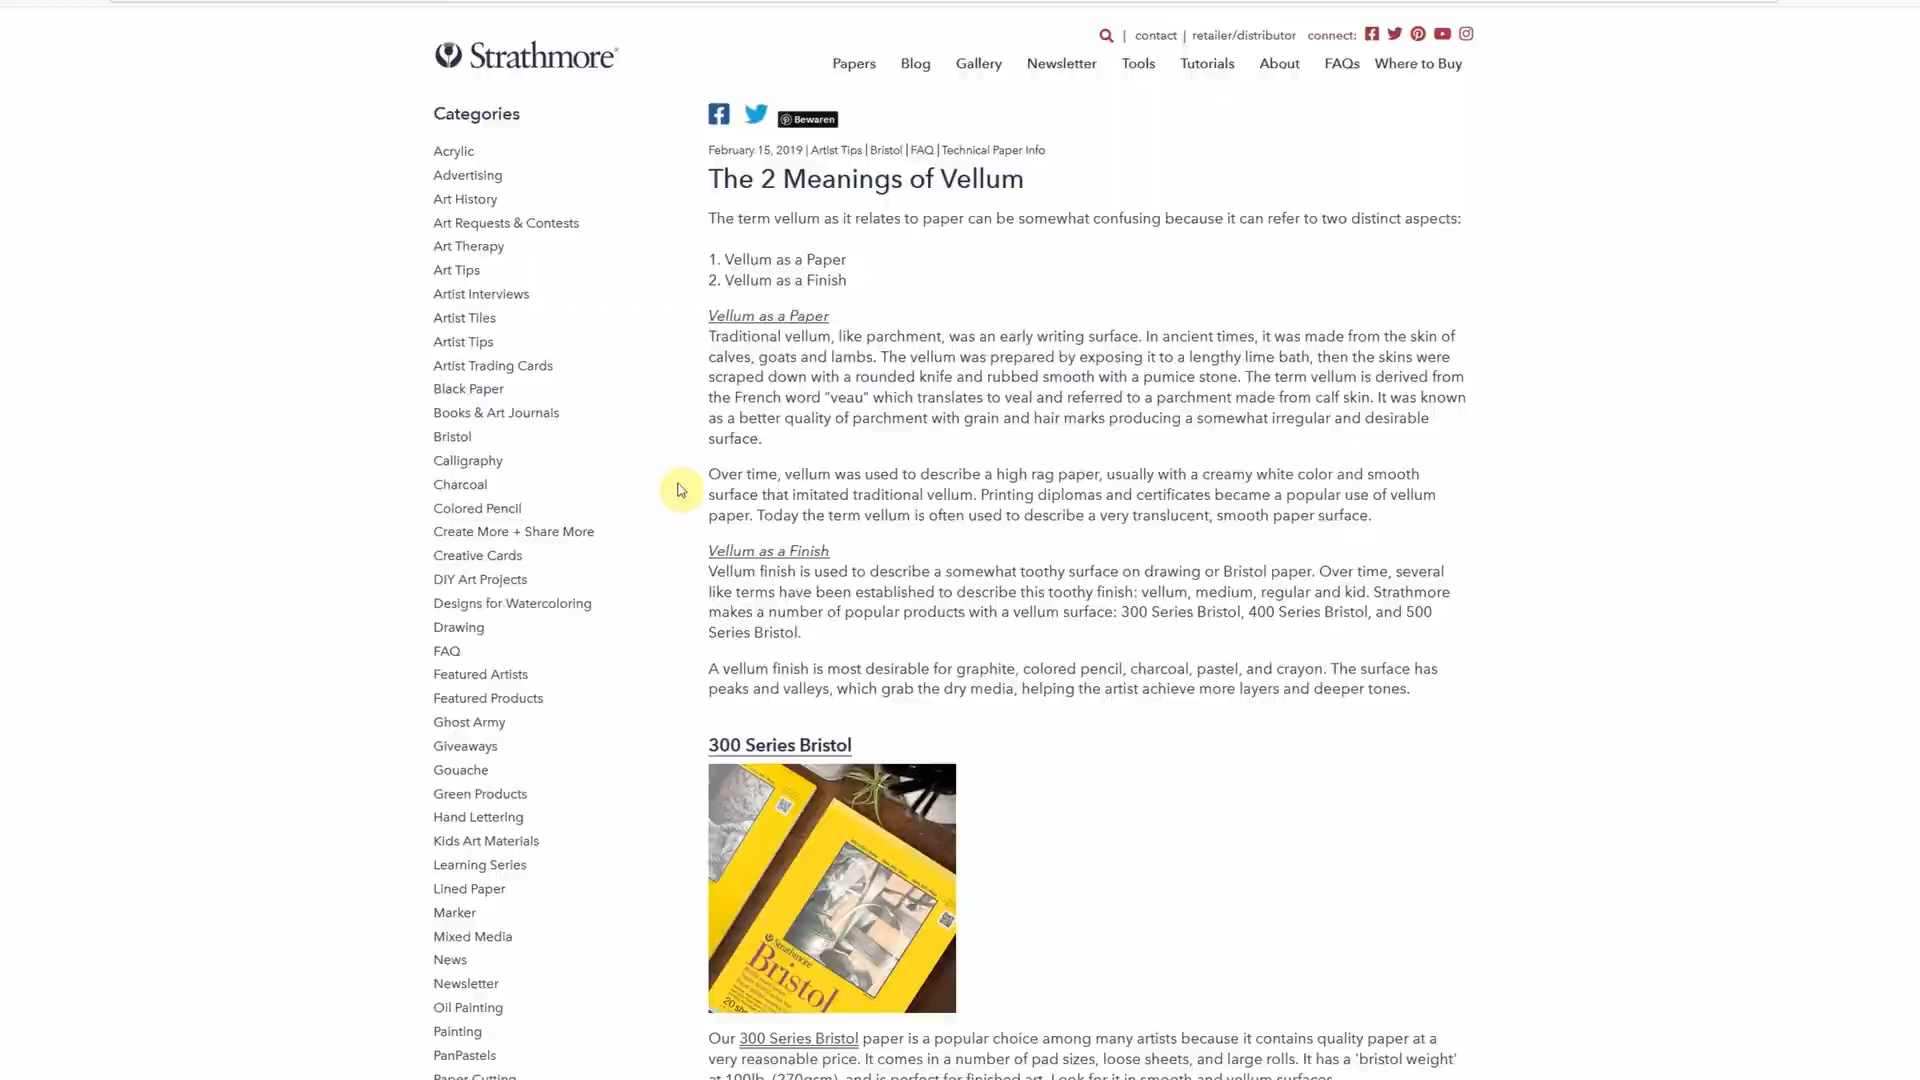 | contact | retailer/distributor connect:
Strathmore®
Papers Blog Gallery Newsletter Tools Tutorials About FAQs Where to Buy
Categories
Acrylic
Advertising
Art History
Art Requests & Contests
Art Therapy
Art Tips
Artist Interviews
Artist Tiles
Artist Tips
Artist Trading Cards
Black Paper
Books & Art Journals
Bristol
Calligraphy
Charcoal
Colored Pencil
Create More + Share More
Creative Cards
DIY Art Projects
Designs for Watercoloring
Drawing
FAQ
Featured Artists
Featured Products
Ghost Army
Giveaways
Gouache
Green Products
Hand Lettering
Kids Art Materials
Learning Series
Lined Paper
Marker
Mixed Media
News
Newsletter
Oil Painting
Painting
PanPastels
Paper Cutting
Bewaren
February 15, 2019 | Artist Tips | Bristol | FAQ | Technical Paper Info
The 2 Meanings of Vellum
The term vellum as it relates to paper can be somewhat confusing because it can refer to two distinct aspects:
1. Vellum as a Paper
2. Vellum as a Finish
Vellum as a Paper
Traditional vellum, like parchment, was an early writing surface. In ancient times, it was made from the skin of
calves, goats and lambs. The vellum was prepared by exposing it to a lengthy lime bath, then the skins were
scraped down with a rounded knife and rubbed smooth with a pumice stone. The term vellum is derived from
the French word "veau" which translates to veal and referred to a parchment made from calf skin. It was known
as a better quality of parchment with grain and hair marks producing a somewhat irregular and desirable
surface.
Over time, vellum was used to describe a high rag paper, usually with a creamy white color and smooth
surface that imitated traditional vellum. Printing diplomas and certificates became a popular use of vellum
paper. Today the term vellum is often used to describe a very translucent, smooth paper surface.
Vellum as a Finish
Vellum finish is used to describe a somewhat toothy surface on drawing or Bristol paper. Over time, several
like terms have been established to describe this toothy finish: vellum, medium, regular and kid. Strathmore
makes a number of popular products with a vellum surface: 300 Series Bristol, 400 Series Bristol, and 500
Series Bristol.
A vellum finish is most desirable for graphite, colored pencil, charcoal, pastel, and crayon. The surface has
peaks and valleys, which grab the dry media, helping the artist achieve more layers and deeper tones.
300 Series Bristol
Strathmore
Bristol
Our 300 Series Bristol paper is a popular choice among many artists because it contains quality paper at a
very reasonable price. It comes in a number of pad sizes, loose sheets, and large rolls. It has a 'bristol weight'
at 100lb. (270gsm), and is perfect for finished art. Look for it in smooth and vellum surfaces.